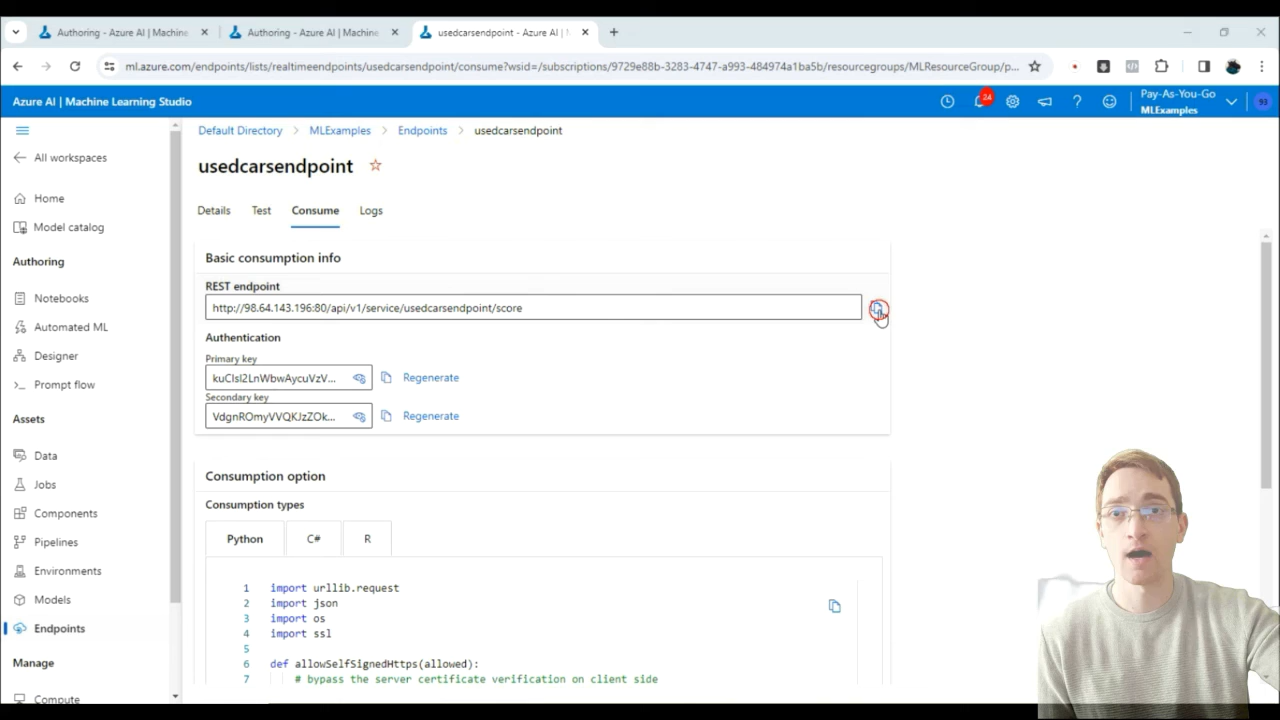 Authoring - Azure AI | Machine
Authoring - Azure AI | Machine
usedcarsendpoint - Azure AI |
ml.azure.com/endpoints/lists/realtimeendpoints/usedcarsendpoint/consume?wsid=/subscriptions/9729e88b-3283-4747-a993-484974a1ba5b/resourcegroups/MLResourceGroup/p...
Azure AI | Machine Learning Studio
24
Pay-As-You-Go
MLExamples
93
All workspaces
Home
Model catalog
Authoring
Notebooks
Automated ML
Designer
Prompt flow
Assets
Data
Jobs
Components
Pipelines
Environments
Models
Endpoints
Manage
Compute
Default Directory > MLExamples > Endpoints > usedcarsendpoint
usedcarsendpoint
Details Test Consume Logs
Basic consumption info
REST endpoint
http://98.64.143.196:80/api/v1/service/usedcarsendpoint/score
Authentication
Primary key
kuClsl2LnWbwAycuVzV... Regenerate
Secondary key
VdgnROmyVVQKJzZOk... Regenerate
Consumption option
Consumption types
Python C# R
1 import urllib.request
2 import json
3 import os
4 import ssl
5
6 def allowSelfSignedHttps(allowed):
7 # bypass the server certificate verification on client side